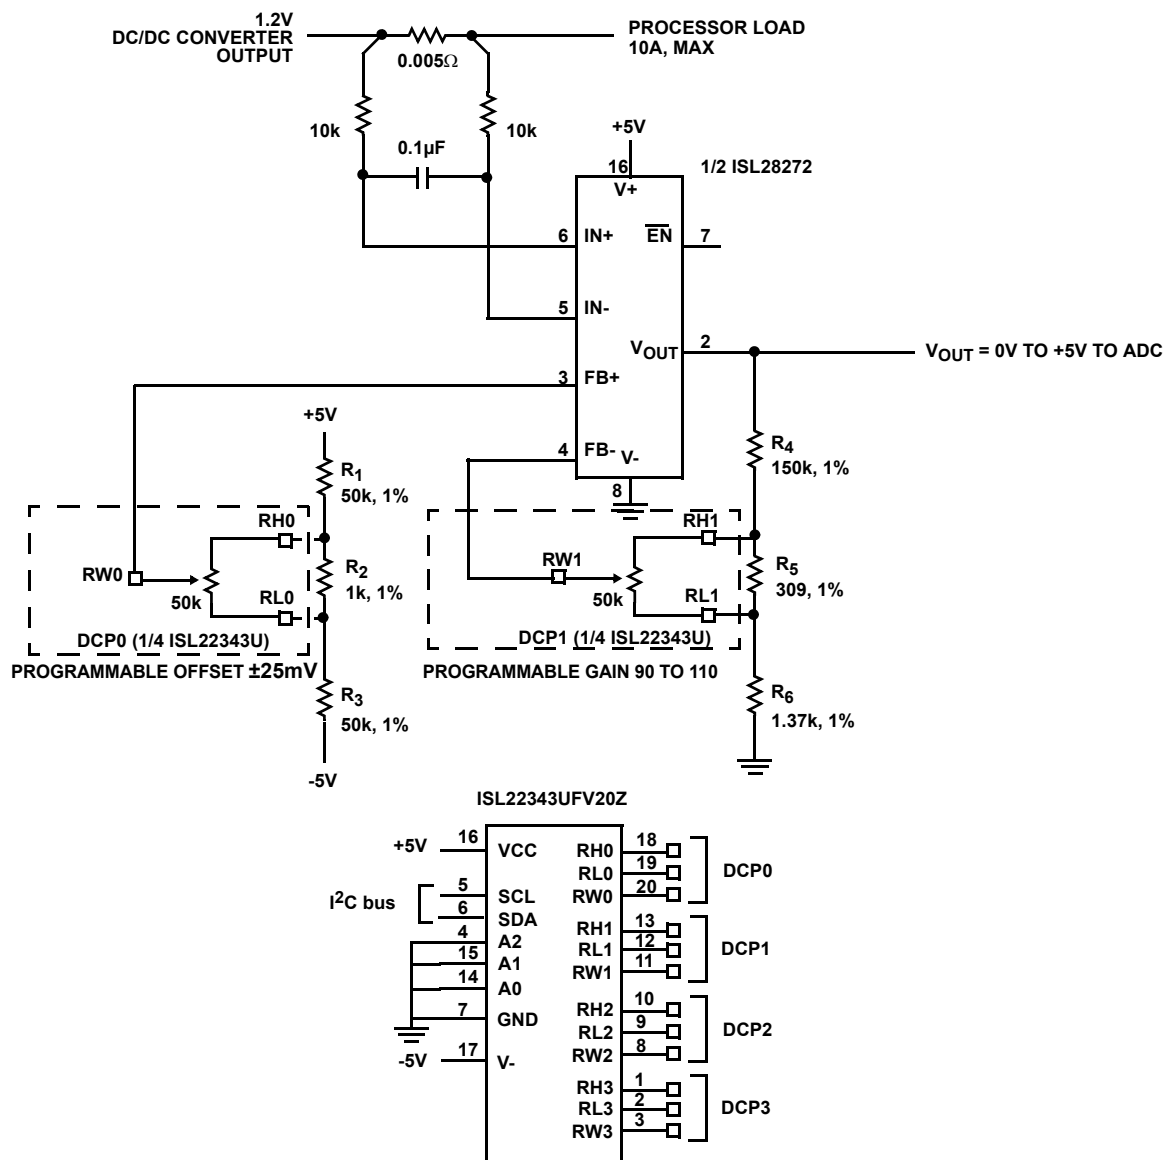 1.2V
DC/DC CONVERTER
OUTPUT
PROCESSOR LOAD
10A, MAX
0.005Ω
10k
10k
0.1µF
+5V
16
V+
1/2 ISL28272
6
IN+
EN
7
5
IN-
VOUT
2
VOUT = 0V TO +5V TO ADC
3
FB+
4
FB-
V-
8
+5V
R1
50k, 1%
RH0
RW0
50k
R2
1k, 1%
RL0
DCP0 (1/4 ISL22343U)
PROGRAMMABLE OFFSET ±25mV
R3
50k, 1%
-5V
R4
150k, 1%
RH1
RW1
50k
R5
309, 1%
RL1
DCP1 (1/4 ISL22343U)
PROGRAMMABLE GAIN 90 TO 110
R6
1.37k, 1%
ISL22343UFV20Z
+5V
16
VCC
I2C bus
5
SCL
6
SDA
4
A2
15
A1
14
A0
7
GND
-5V
17
V-
RH0
18
RL0
19
RW0
20
DCP0
RH1
13
RL1
12
RW1
11
DCP1
RH2
10
RL2
9
RW2
8
DCP2
RH3
1
RL3
2
RW3
3
DCP3